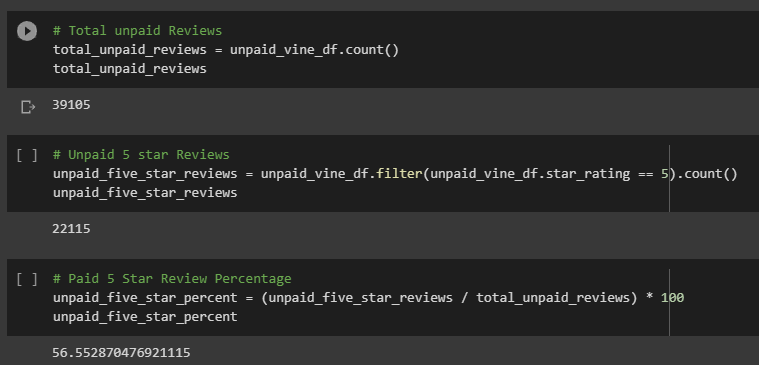 # Total unpaid Reviews
total_unpaid_reviews = unpaid_vine_df.count()
total_unpaid_reviews
39105
[ ] # Unpaid 5 star Reviews
unpaid_five_star_reviews = unpaid_vine_df.filter(unpaid_vine_df.star_rating == 5).count()
unpaid_five_star_reviews
22115
[ ] # Paid 5 Star Review Percentage
unpaid_five_star_percent = (unpaid_five_star_reviews / total_unpaid_reviews) * 100
unpaid_five_star_percent
56.552870476921115